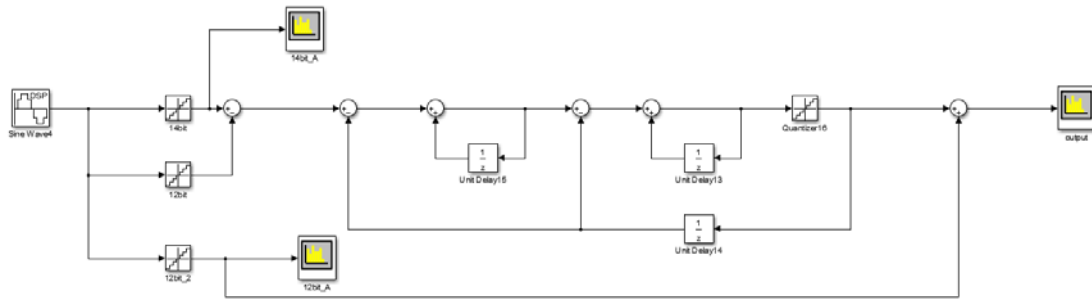 14bit_A
DSP
Sine Wave4
14bit
12bit
12bit_2
12bit_A
1
z
Unit Delay15
1
z
Unit Delay13
1
z
Unit Delay14
Quantizer16
output